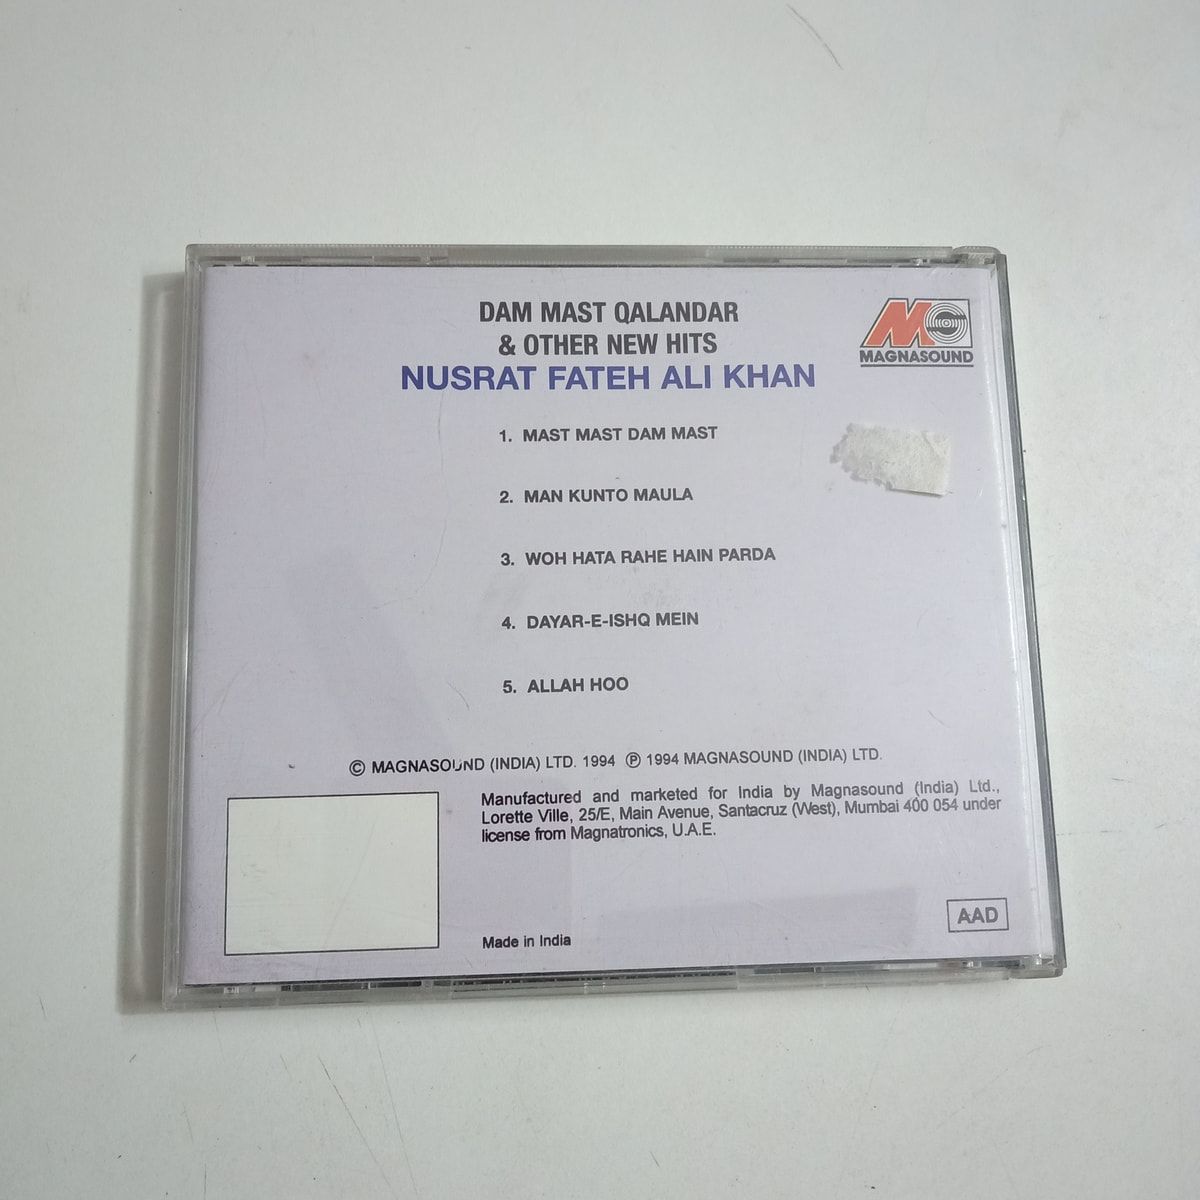 DAM MAST QALANDAR
& OTHER NEW HITS
NUSRAT FATEH ALI KHAN
MC
MAGNASOUND
1. MAST MAST DAM MAST
2. MAN KUNTO MAULA
3. WOH HATA RAHE HAIN PARDA
4. DAYAR-E-ISHQ MEIN
5. ALLAH HOO
© MAGNASOUND (INDIA) LTD. 1994 ℗ 1994 MAGNASOUND (INDIA) LTD.
Manufactured and marketed for India by Magnasound (India) Ltd.,
Lorette Ville, 25/E, Main Avenue, Santacruz (West), Mumbai 400 054 under
license from Magnatronics, U.A.E.
AAD
Made in India